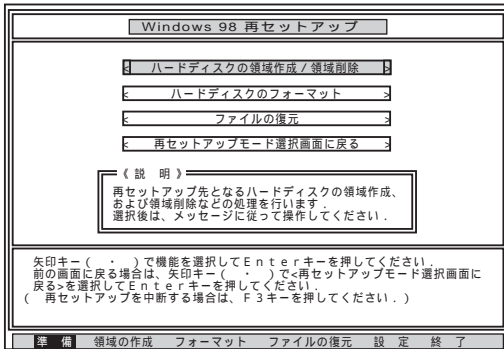 Windows 98 再セットアップ
< ハードディスクの領域作成/領域削除 >
< ハードディスクのフォーマット >
< ファイルの復元 >
< 再セットアップモード選択画面に戻る >
《 説　明 》
再セットアップ先となるハードディスクの領域作成、
および領域削除などの処理を行います．
選択後は、メッセージに従って操作してください．
矢印キー（　・　）で機能を選択してＥｎｔｅｒキーを押してください．
前の画面に戻る場合は、矢印キー（　・　）で<再セットアップモード選択画面に
戻る>を選択してＥｎｔｅｒキーを押してください．
（　再セットアップを中断する場合は、Ｆ３キーを押してください．）
準　備　領域の作成　フォーマット　ファイルの復元　設　定　終　了